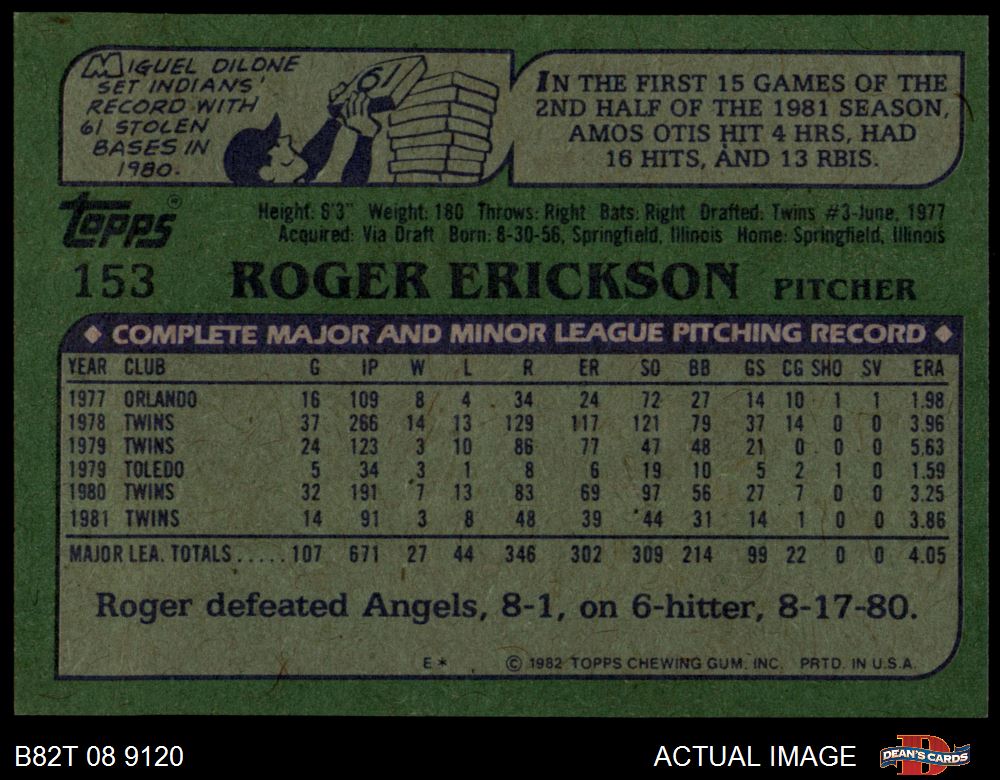 MIGUEL DILONE
SET INDIANS'
RECORD WITH
61 STOLEN
BASES IN
1980.
61
IN THE FIRST 15 GAMES OF THE
2ND HALF OF THE 1981 SEASON,
AMOS OTIS HIT 4 HRS, HAD
16 HITS, AND 13 RBIS.
topps®
Height: 6'3" Weight: 180 Throws: Right Bats: Right Drafted: Twins #3-June, 1977
Acquired: Via Draft Born: 8-30-56, Springfield, Illinois Home: Springfield, Illinois
153 ROGER ERICKSON PITCHER
◆ COMPLETE MAJOR AND MINOR LEAGUE PITCHING RECORD ◆
YEAR CLUB G IP W L R ER SO BB GS CG SHO SV ERA
1977 ORLANDO 16 109 8 4 34 24 72 27 14 10 1 1 1.98
1978 TWINS 37 266 14 13 129 117 121 79 37 14 0 0 3.96
1979 TWINS 24 123 3 10 86 77 47 48 21 0 0 0 5.63
1979 TOLEDO 5 34 3 1 8 6 19 10 5 2 1 0 1.59
1980 TWINS 32 191 7 13 83 69 97 56 27 7 0 0 3.25
1981 TWINS 14 91 3 8 48 39 44 31 14 1 0 0 3.86
MAJOR LEA. TOTALS.....107 671 27 44 346 302 309 214 99 22 0 0 4.05
Roger defeated Angels, 8-1, on 6-hitter, 8-17-80.
E* © 1982 TOPPS CHEWING GUM, INC. PRTD. IN U.S.A.
B82T 08 9120 ACTUAL IMAGE DEAN'S CARDS